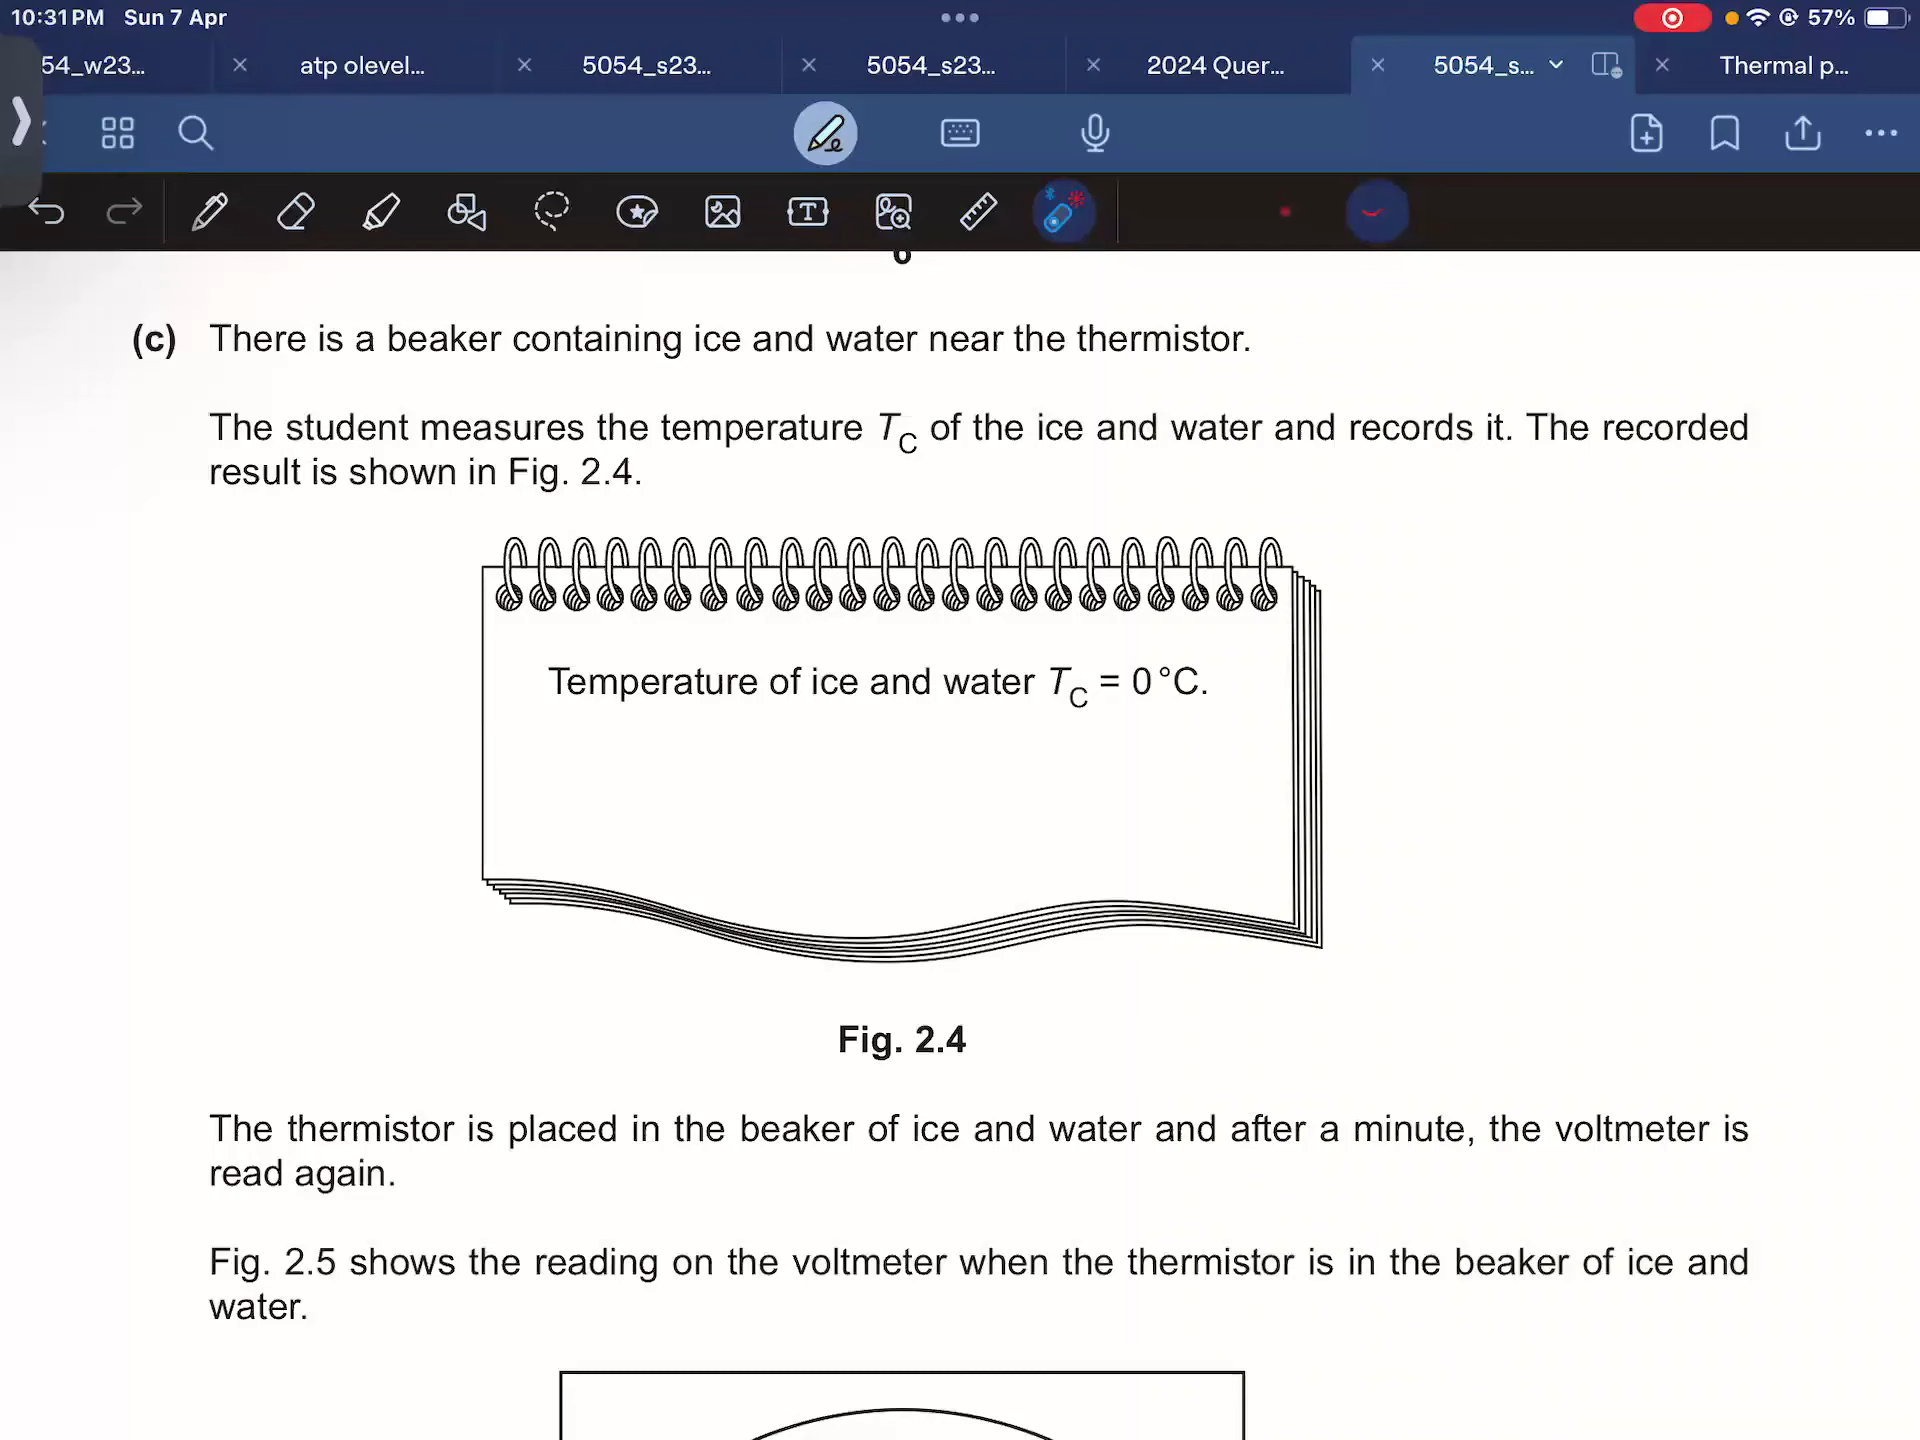 10:31 PM Sun 7 Apr
57%
54_w23...
atp olevel...
5054_s23...
5054_s23...
2024 Quer...
5054_s...
Thermal p...
(c) There is a beaker containing ice and water near the thermistor.
The student measures the temperature TC of the ice and water and records it. The recorded
result is shown in Fig. 2.4.
Temperature of ice and water TC = 0 °C.
Fig. 2.4
The thermistor is placed in the beaker of ice and water and after a minute, the voltmeter is
read again.
Fig. 2.5 shows the reading on the voltmeter when the thermistor is in the beaker of ice and
water.